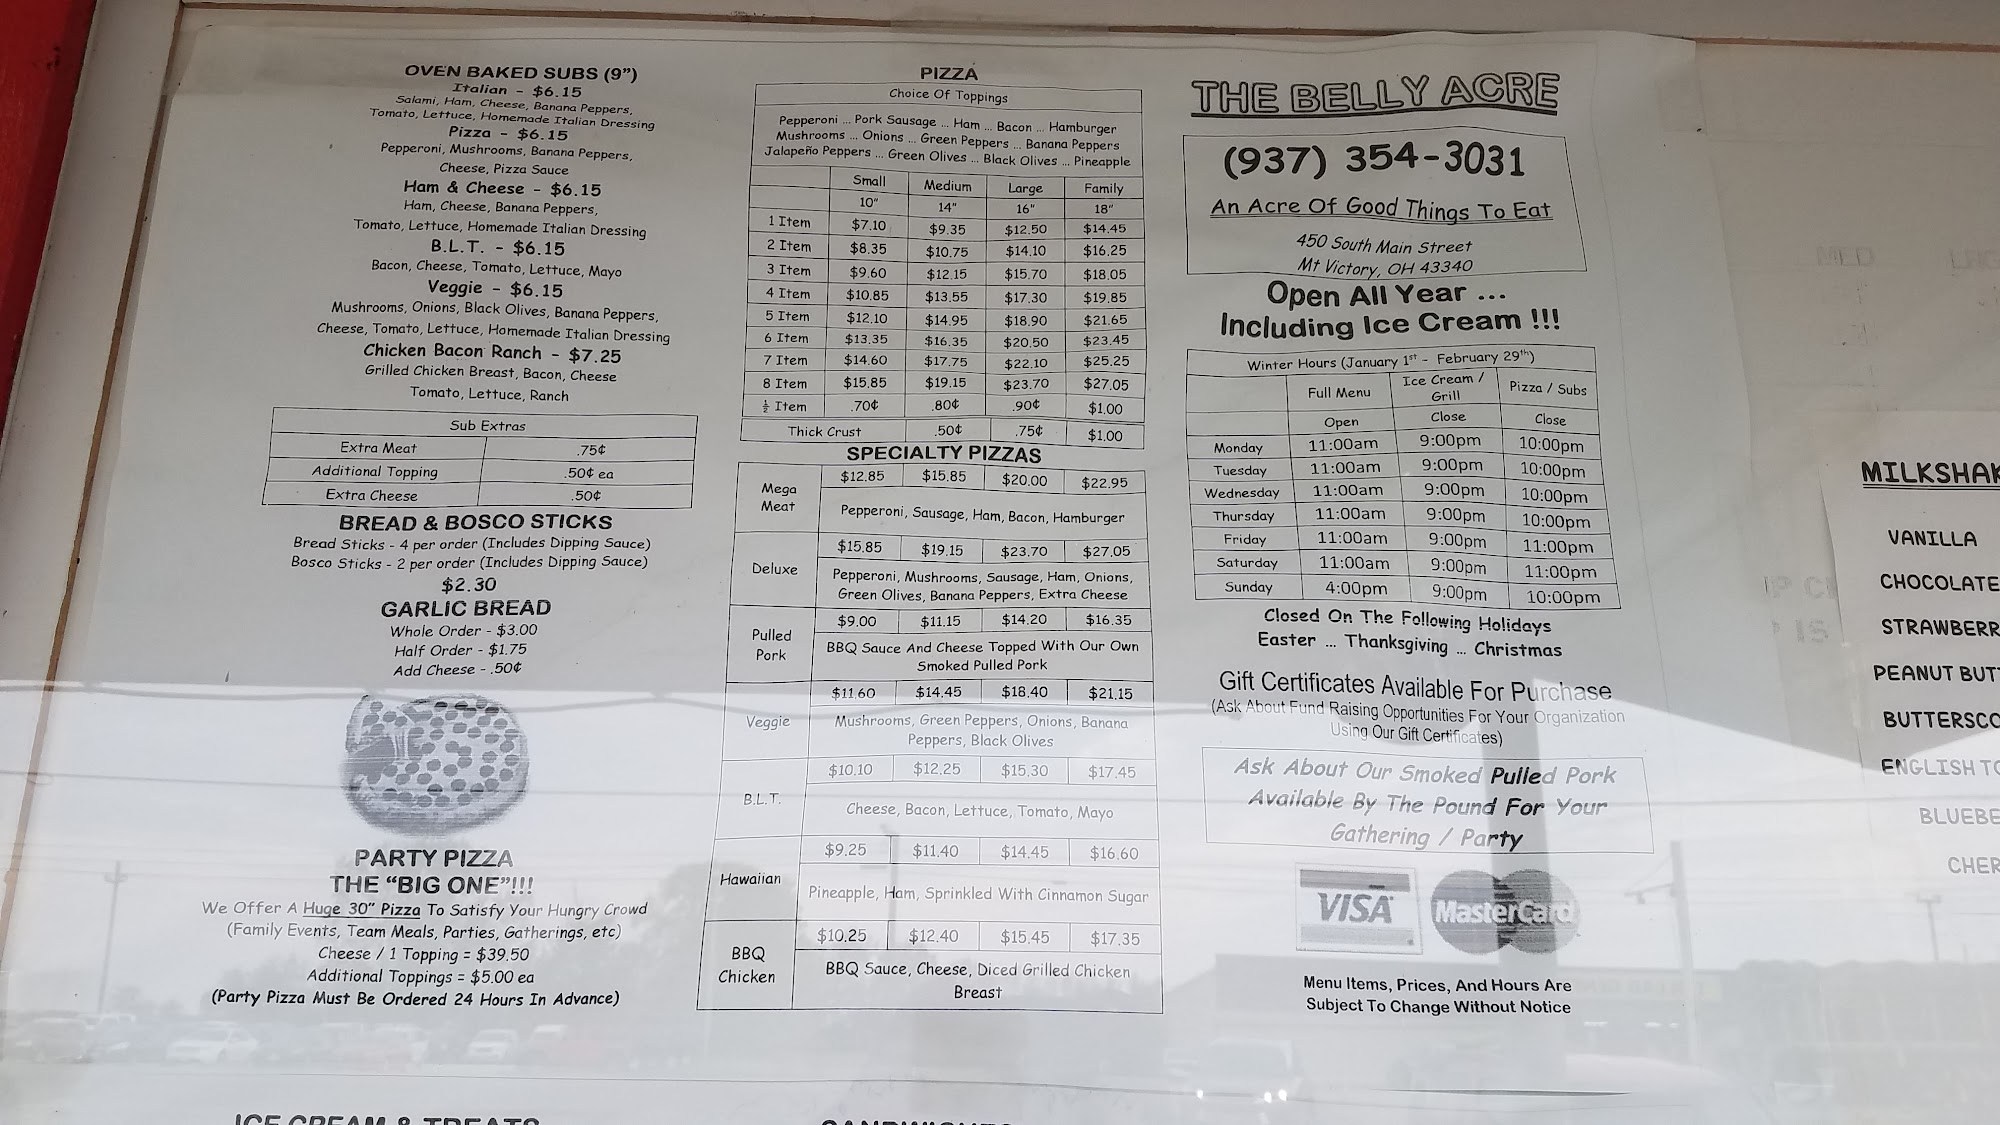 OVEN BAKED SUBS (9")
Italian - $6.15
Salami, Ham, Cheese, Banana Peppers,
Tomato, Lettuce, Homemade Italian Dressing
Pizza - $6.15
Pepperoni, Mushrooms, Banana Peppers,
Cheese, Pizza Sauce
Ham & Cheese - $6.15
Ham, Cheese, Banana Peppers,
Tomato, Lettuce, Homemade Italian Dressing
B.L.T. - $6.15
Bacon, Cheese, Tomato, Lettuce, Mayo
Veggie - $6.15
Mushrooms, Onions, Black Olives, Banana Peppers,
Cheese, Tomato, Lettuce, Homemade Italian Dressing
Chicken Bacon Ranch - $7.25
Grilled Chicken Breast, Bacon, Cheese
Tomato, Lettuce, Ranch
Sub Extras
Extra Meat .75¢
Additional Topping .50¢ ea
Extra Cheese .50¢
BREAD & BOSCO STICKS
Bread Sticks - 4 per order (Includes Dipping Sauce)
Bosco Sticks - 2 per order (Includes Dipping Sauce)
$2.30
GARLIC BREAD
Whole Order - $3.00
Half Order - $1.75
Add Cheese - .50¢
PARTY PIZZA
THE "BIG ONE"!!!
We Offer A Huge 30" Pizza To Satisfy Your Hungry Crowd
(Family Events, Team Meals, Parties, Gatherings, etc)
Cheese / 1 Topping = $39.50
Additional Toppings = $5.00 ea
(Party Pizza Must Be Ordered 24 Hours In Advance)
ICE CREAM & TREATS
PIZZA
Choice Of Toppings
Pepperoni ... Pork Sausage ... Ham ... Bacon ... Hamburger
Mushrooms ... Onions ... Green Peppers ... Banana Peppers
Jalapeño Peppers ... Green Olives ... Black Olives ... Pineapple
Small Medium Large Family
10" 14" 16" 18"
1 Item $7.10 $9.35 $12.50 $14.45
2 Item $8.35 $10.75 $14.10 $16.25
3 Item $9.60 $12.15 $15.70 $18.05
4 Item $10.85 $13.55 $17.30 $19.85
5 Item $12.10 $14.95 $18.90 $21.65
6 Item $13.35 $16.35 $20.50 $23.45
7 Item $14.60 $17.75 $22.10 $25.25
8 Item $15.85 $19.15 $23.70 $27.05
½ Item .70¢ .80¢ .90¢ $1.00
Thick Crust .50¢ .75¢ $1.00
SPECIALTY PIZZAS
Mega Meat $12.85 $15.85 $20.00 $22.95
Pepperoni, Sausage, Ham, Bacon, Hamburger
Deluxe $15.85 $19.15 $23.70 $27.05
Pepperoni, Mushrooms, Sausage, Ham, Onions,
Green Olives, Banana Peppers, Extra Cheese
Pulled Pork $9.00 $11.15 $14.20 $16.35
BBQ Sauce And Cheese Topped With Our Own
Smoked Pulled Pork
Veggie $11.60 $14.45 $18.40 $21.15
Mushrooms, Green Peppers, Onions, Banana
Peppers, Black Olives
B.L.T. $10.10 $12.25 $15.30 $17.45
Cheese, Bacon, Lettuce, Tomato, Mayo
Hawaiian $9.25 $11.40 $14.45 $16.60
Pineapple, Ham, Sprinkled With Cinnamon Sugar
BBQ Chicken $10.25 $12.40 $15.45 $17.35
BBQ Sauce, Cheese, Diced Grilled Chicken
Breast
THE BELLY ACRE
(937) 354-3031
An Acre Of Good Things To Eat
450 South Main Street
Mt Victory, OH 43340
Open All Year ...
Including Ice Cream !!!
Winter Hours (January 1st - February 29th)
Full Menu Ice Cream / Grill Pizza / Subs
Open Close Close
Monday 11:00am 9:00pm 10:00pm
Tuesday 11:00am 9:00pm 10:00pm
Wednesday 11:00am 9:00pm 10:00pm
Thursday 11:00am 9:00pm 10:00pm
Friday 11:00am 9:00pm 11:00pm
Saturday 11:00am 9:00pm 11:00pm
Sunday 4:00pm 9:00pm 10:00pm
Closed On The Following Holidays
Easter ... Thanksgiving ... Christmas
Gift Certificates Available For Purchase
(Ask About Fund Raising Opportunities For Your Organization
Using Our Gift Certificates)
Ask About Our Smoked Pulled Pork
Available By The Pound For Your
Gathering / Party
VISA MasterCard
Menu Items, Prices, And Hours Are
Subject To Change Without Notice
MILKSHAK
VANILLA
CHOCOLATE
STRAWBERR
PEANUT BUT
BUTTERSCO
ENGLISH TO
BLUEBE
CHER